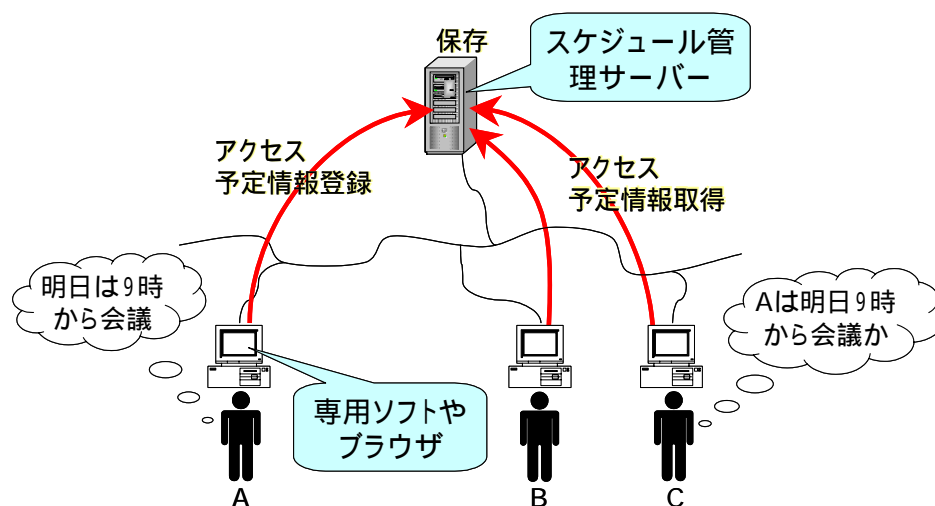 保存
スケジュール管
理サーバー
アクセス
予定情報登録
アクセス
予定情報取得
明日は9時
から会議
Aは明日9時
から会議か
専用ソフトや
ブラウザ
A
B
C